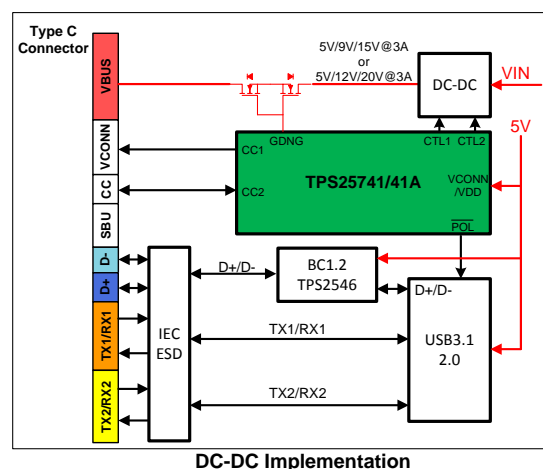 Type C
Connector
VBUS
VCONN
CC
SBU
D-
D+
TX1/RX1
TX2/RX2
5V/9V/15V@3A
or
5V/12V/20V@3A
DC-DC
VIN
5V
GDNG
CTL1
CTL2
CC1
CC2
TPS25741/41A
VCONN
/VDD
POL
IEC
ESD
D+/D-
BC1.2
TPS2546
D+/D-
USB3.1
2.0
TX1/RX1
TX2/RX2
DC-DC Implementation